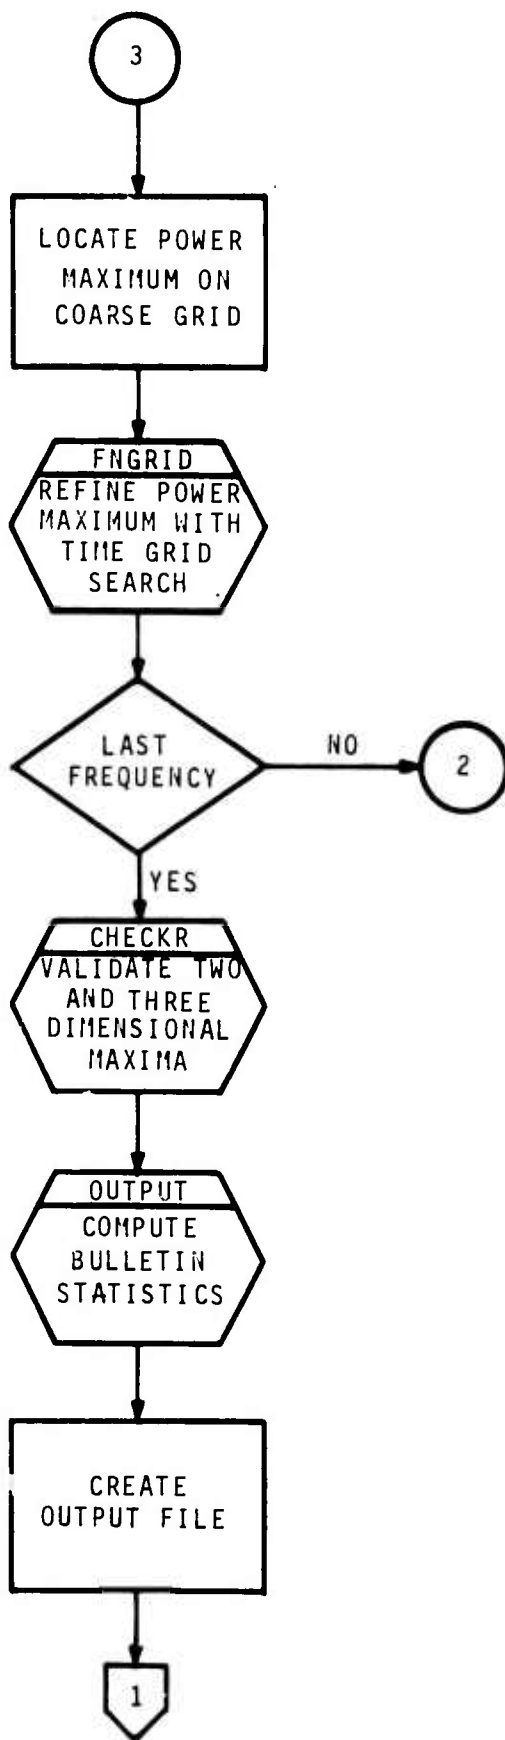 3
LOCATE POWER
MAXIMUM ON
COARSE GRID
FNGRID
REFINE POWER
MAXIMUM WITH
TIME GRID
SEARCH
LAST
FREQUENCY
NO
2
YES
CHECKR
VALIDATE TWO
AND THREE
DIMENSIONAL
MAXIMA
OUTPUT
COMPUTE
BULLETIN
STATISTICS
CREATE
OUTPUT FILE
1